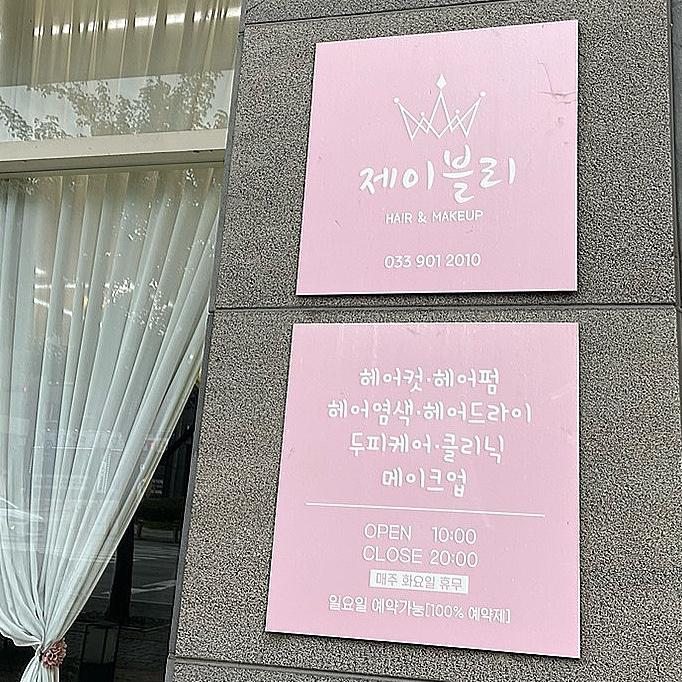 제이블리
HAIR & MAKEUP
033 901 2010
헤어컷·헤어펌
헤어염색·헤어드라이
두피케어·클리닉
메이크업
OPEN 10:00
CLOSE 20:00
매주 화요일 휴무
일요일 예약가능[100% 예약제]